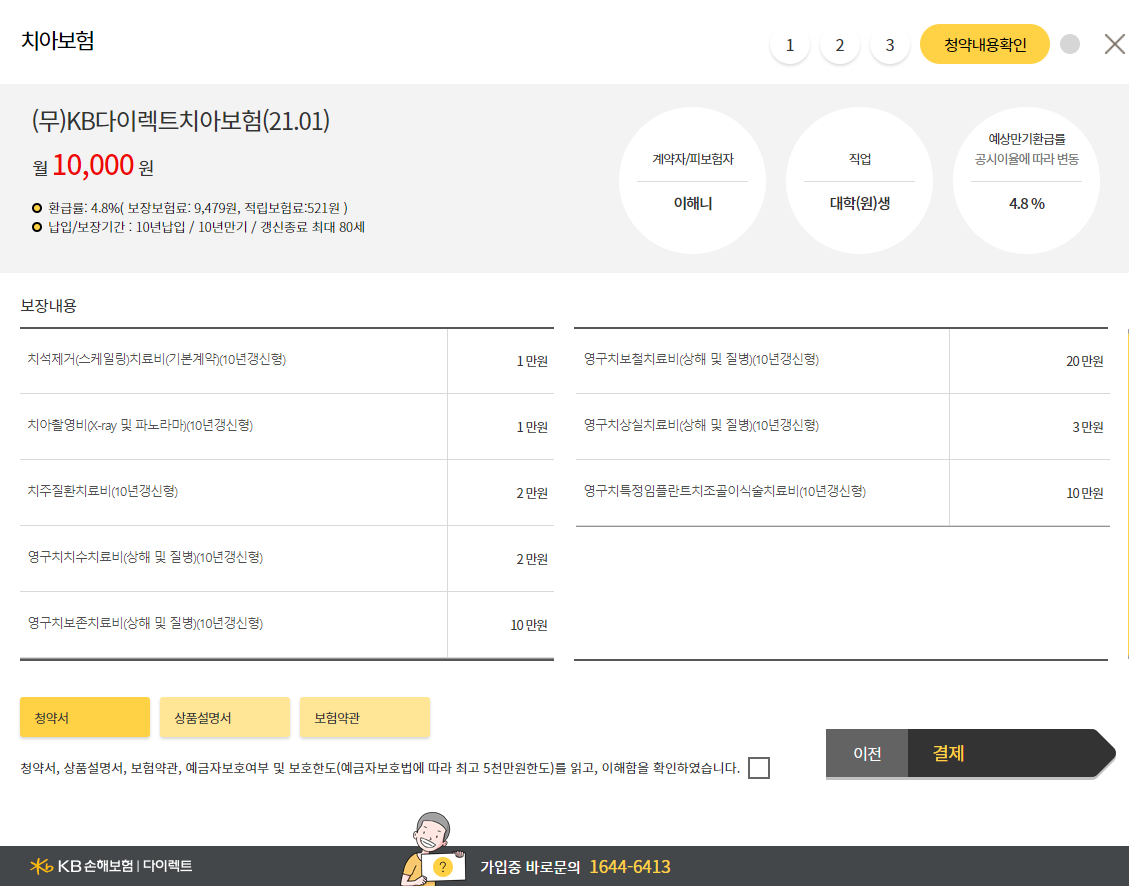 치아보험
1 2 3 청약내용확인
(무)KB다이렉트치아보험(21.01)
월 10,000 원
환급률: 4.8%( 보장보험료: 9,479원, 적립보험료:521원 )
납입/보장기간 : 10년납입 / 10년만기 / 갱신종료 최대 80세
계약자/피보험자
이해니
직업
대학(원)생
예상만기환급률
공시이율에 따라 변동
4.8 %
보장내용
치석제거(스케일링)치료비(기본계약)(10년갱신형) 1 만원
치아촬영비(X-ray 및 파노라마)(10년갱신형) 1 만원
치주질환치료비(10년갱신형) 2 만원
영구치치수치료비(상해 및 질병)(10년갱신형) 2 만원
영구치보존치료비(상해 및 질병)(10년갱신형) 10 만원
영구치보철치료비(상해 및 질병)(10년갱신형) 20 만원
영구치상실치료비(상해 및 질병)(10년갱신형) 3 만원
영구치특정임플란트치조골이식술치료비(10년갱신형) 10 만원
청약서 상품설명서 보험약관
청약서, 상품설명서, 보험약관, 예금자보호여부 및 보호한도(예금자보호법에 따라 최고 5천만원한도)를 읽고, 이해함을 확인하였습니다.
이전 결제
KB손해보험 | 다이렉트
?
가입중 바로문의 1644-6413